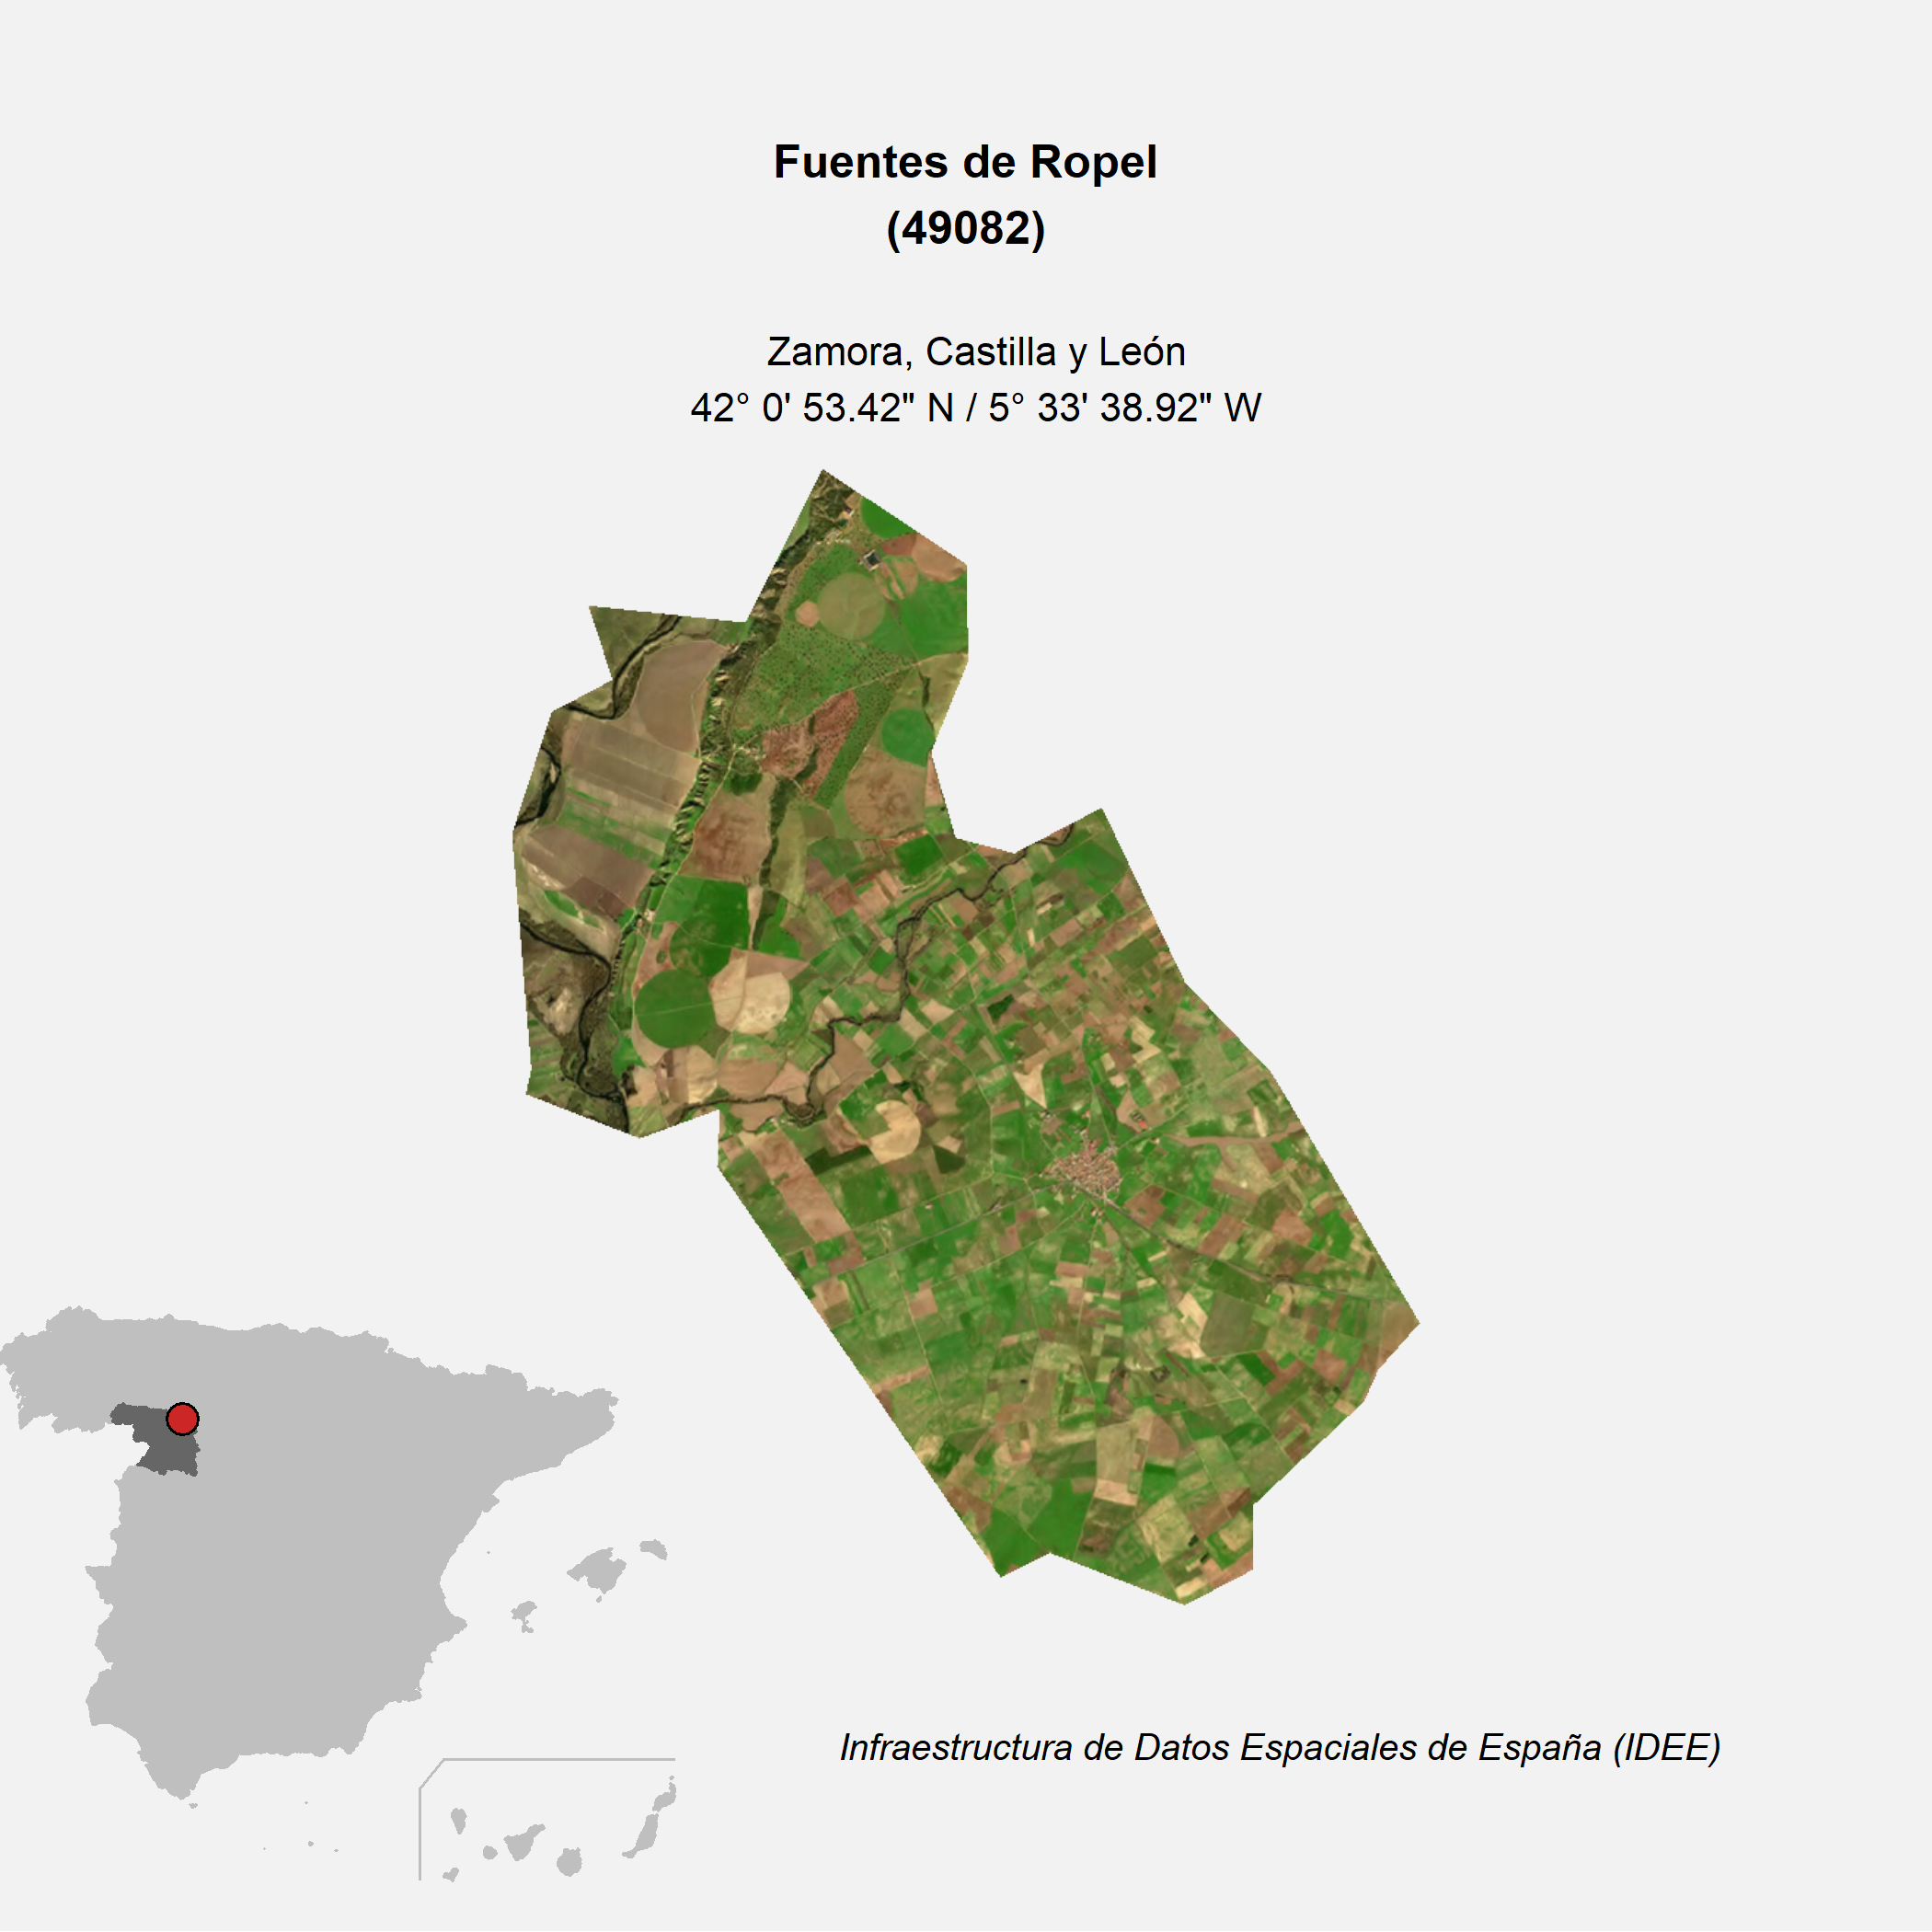 Fuentes de Ropel
(49082)
Zamora, Castilla y León
42° 0' 53.42" N / 5° 33' 38.92" W
Infraestructura de Datos Espaciales de España (IDEE)